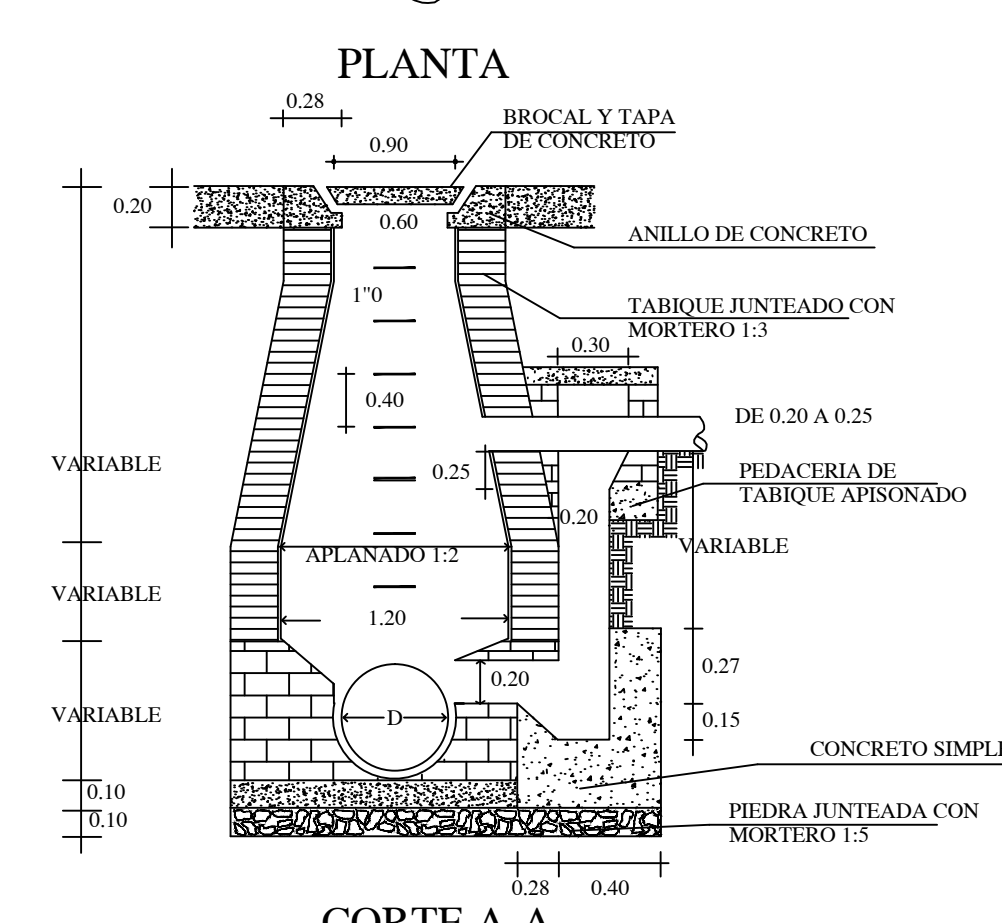 PLANTA
0.28
BROCAL Y TAPA
DE CONCRETO
0.90
0.20
0.60
ANILLO DE CONCRETO
1"0
TABIQUE JUNTEADO CON
MORTERO 1:3
0.30
0.40
DE 0.20 A 0.25
VARIABLE
0.25
PEDACERIA DE
TABIQUE APISONADO
0.20
VARIABLE
APLANADO 1:2
VARIABLE
1.20
0.27
0.20
VARIABLE
D
0.15
CONCRETO SIMPLE
0.10
0.10
PIEDRA JUNTEADA CON
MORTERO 1:5
0.28
0.40
CORTE A-A